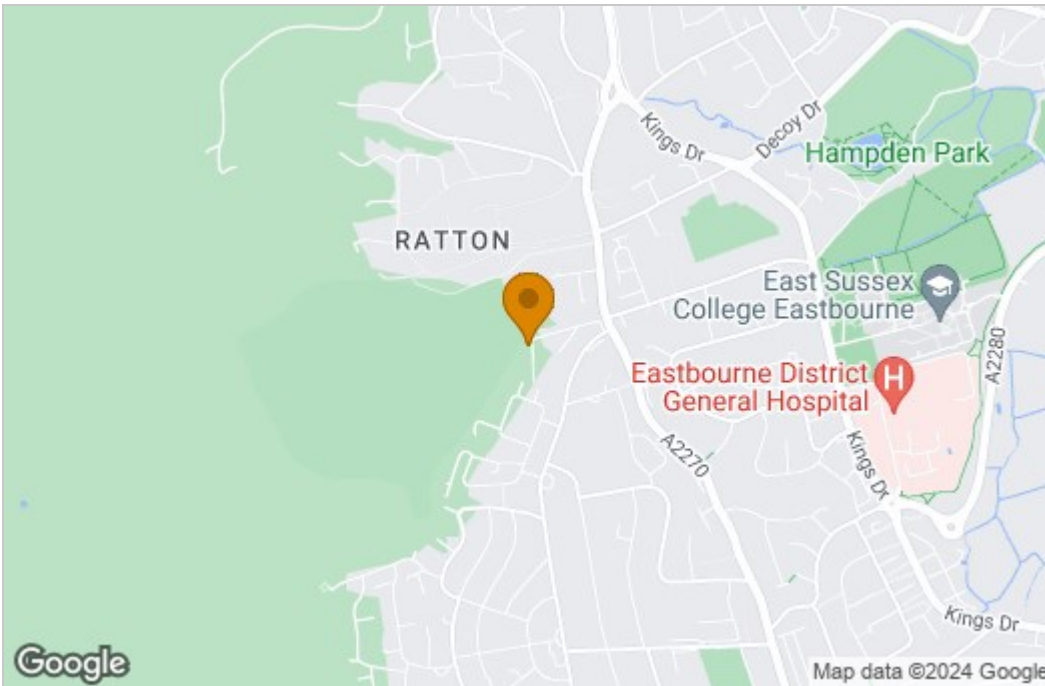 Kings Dr
Decoy Dr
Hampden Park
RATTON
East Sussex
College Eastbourne
A2280
Eastbourne District
General Hospital
H
A2270
Kings Dr
Kings Dr
Google
Map data ©2024 Google